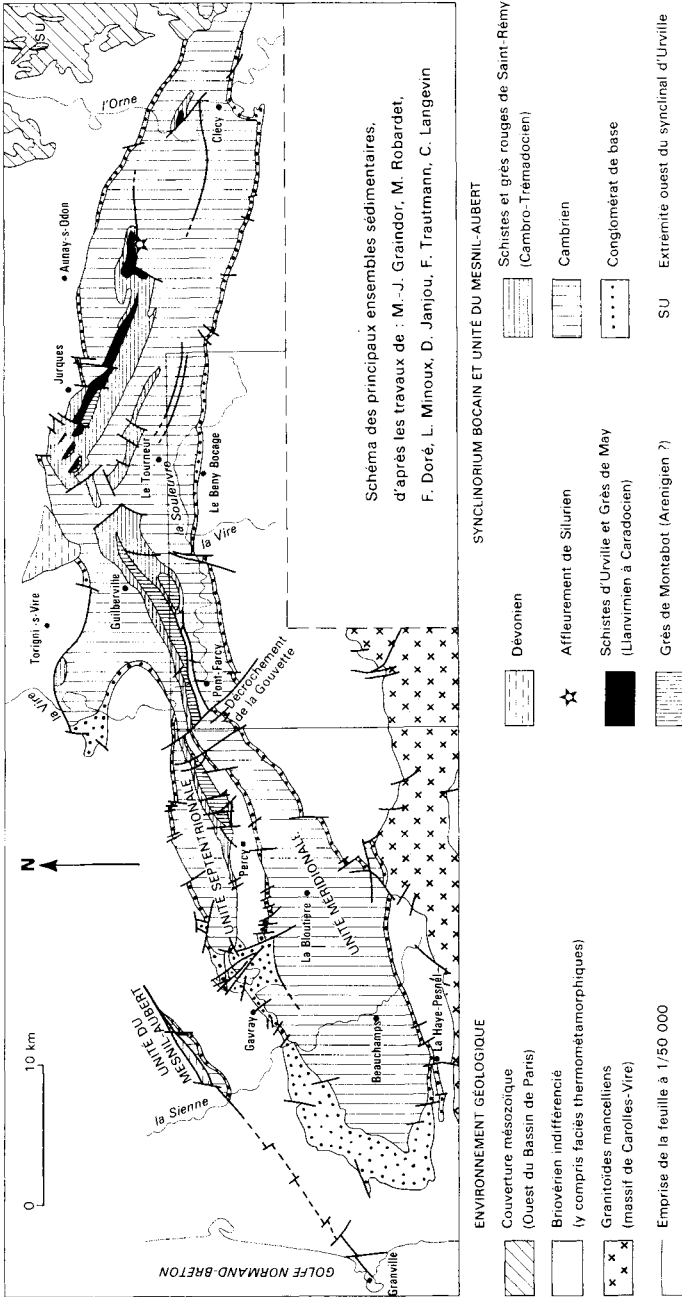 N
0
10 km
GOLFE NORMAND-BRETON
Granville
la Sienne
UNITÉ DU
MESNIL-AUBERT
Gavray
UNITÉ SEPTENTRIONALE
Percy
La Bloutière
UNITÉ MÉRIDIONALE
Beauchamps
La Haye-Pesnel
la Vire
Torigni-s-Vire
Guilberville
Pont-Farcy
Décrochement
de la Gouvette
la Vire
la Souleuvre
Le Beny Bocage
Le Tourneur
Jurques
Aunay-s-Odon
l'Orne
Clécy
SU
Schéma des principaux ensembles sédimentaires,
d'après les travaux de : M.-J. Graindor, M. Robardet,
F. Doré, L. Minoux, D. Janjou, F. Trautmann, C. Langevin
ENVIRONNEMENT GÉOLOGIQUE
Couverture mésozoïque
(Ouest du Bassin de Paris)
Briovérien indifférencié
(y compris faciès thermométamorphiques)
Granitoïdes mancelliens
(massif de Carolles-Vire)
Emprise de la feuille à 1/50 000
SYNCLINORIUM BOCAIN ET UNITÉ DU MESNIL-AUBERT
Dévonien
Affleurement de Silurien
Schistes d'Urville et Grès de May
(Llanvirnien à Caradocien)
Grès de Montabot (Arenigien ?)
Schistes et grès rouges de Saint-Rémy
(Cambro-Trémadocien)
Cambrien
Conglomérat de base
SU Extrémite ouest du synclinal d'Urville